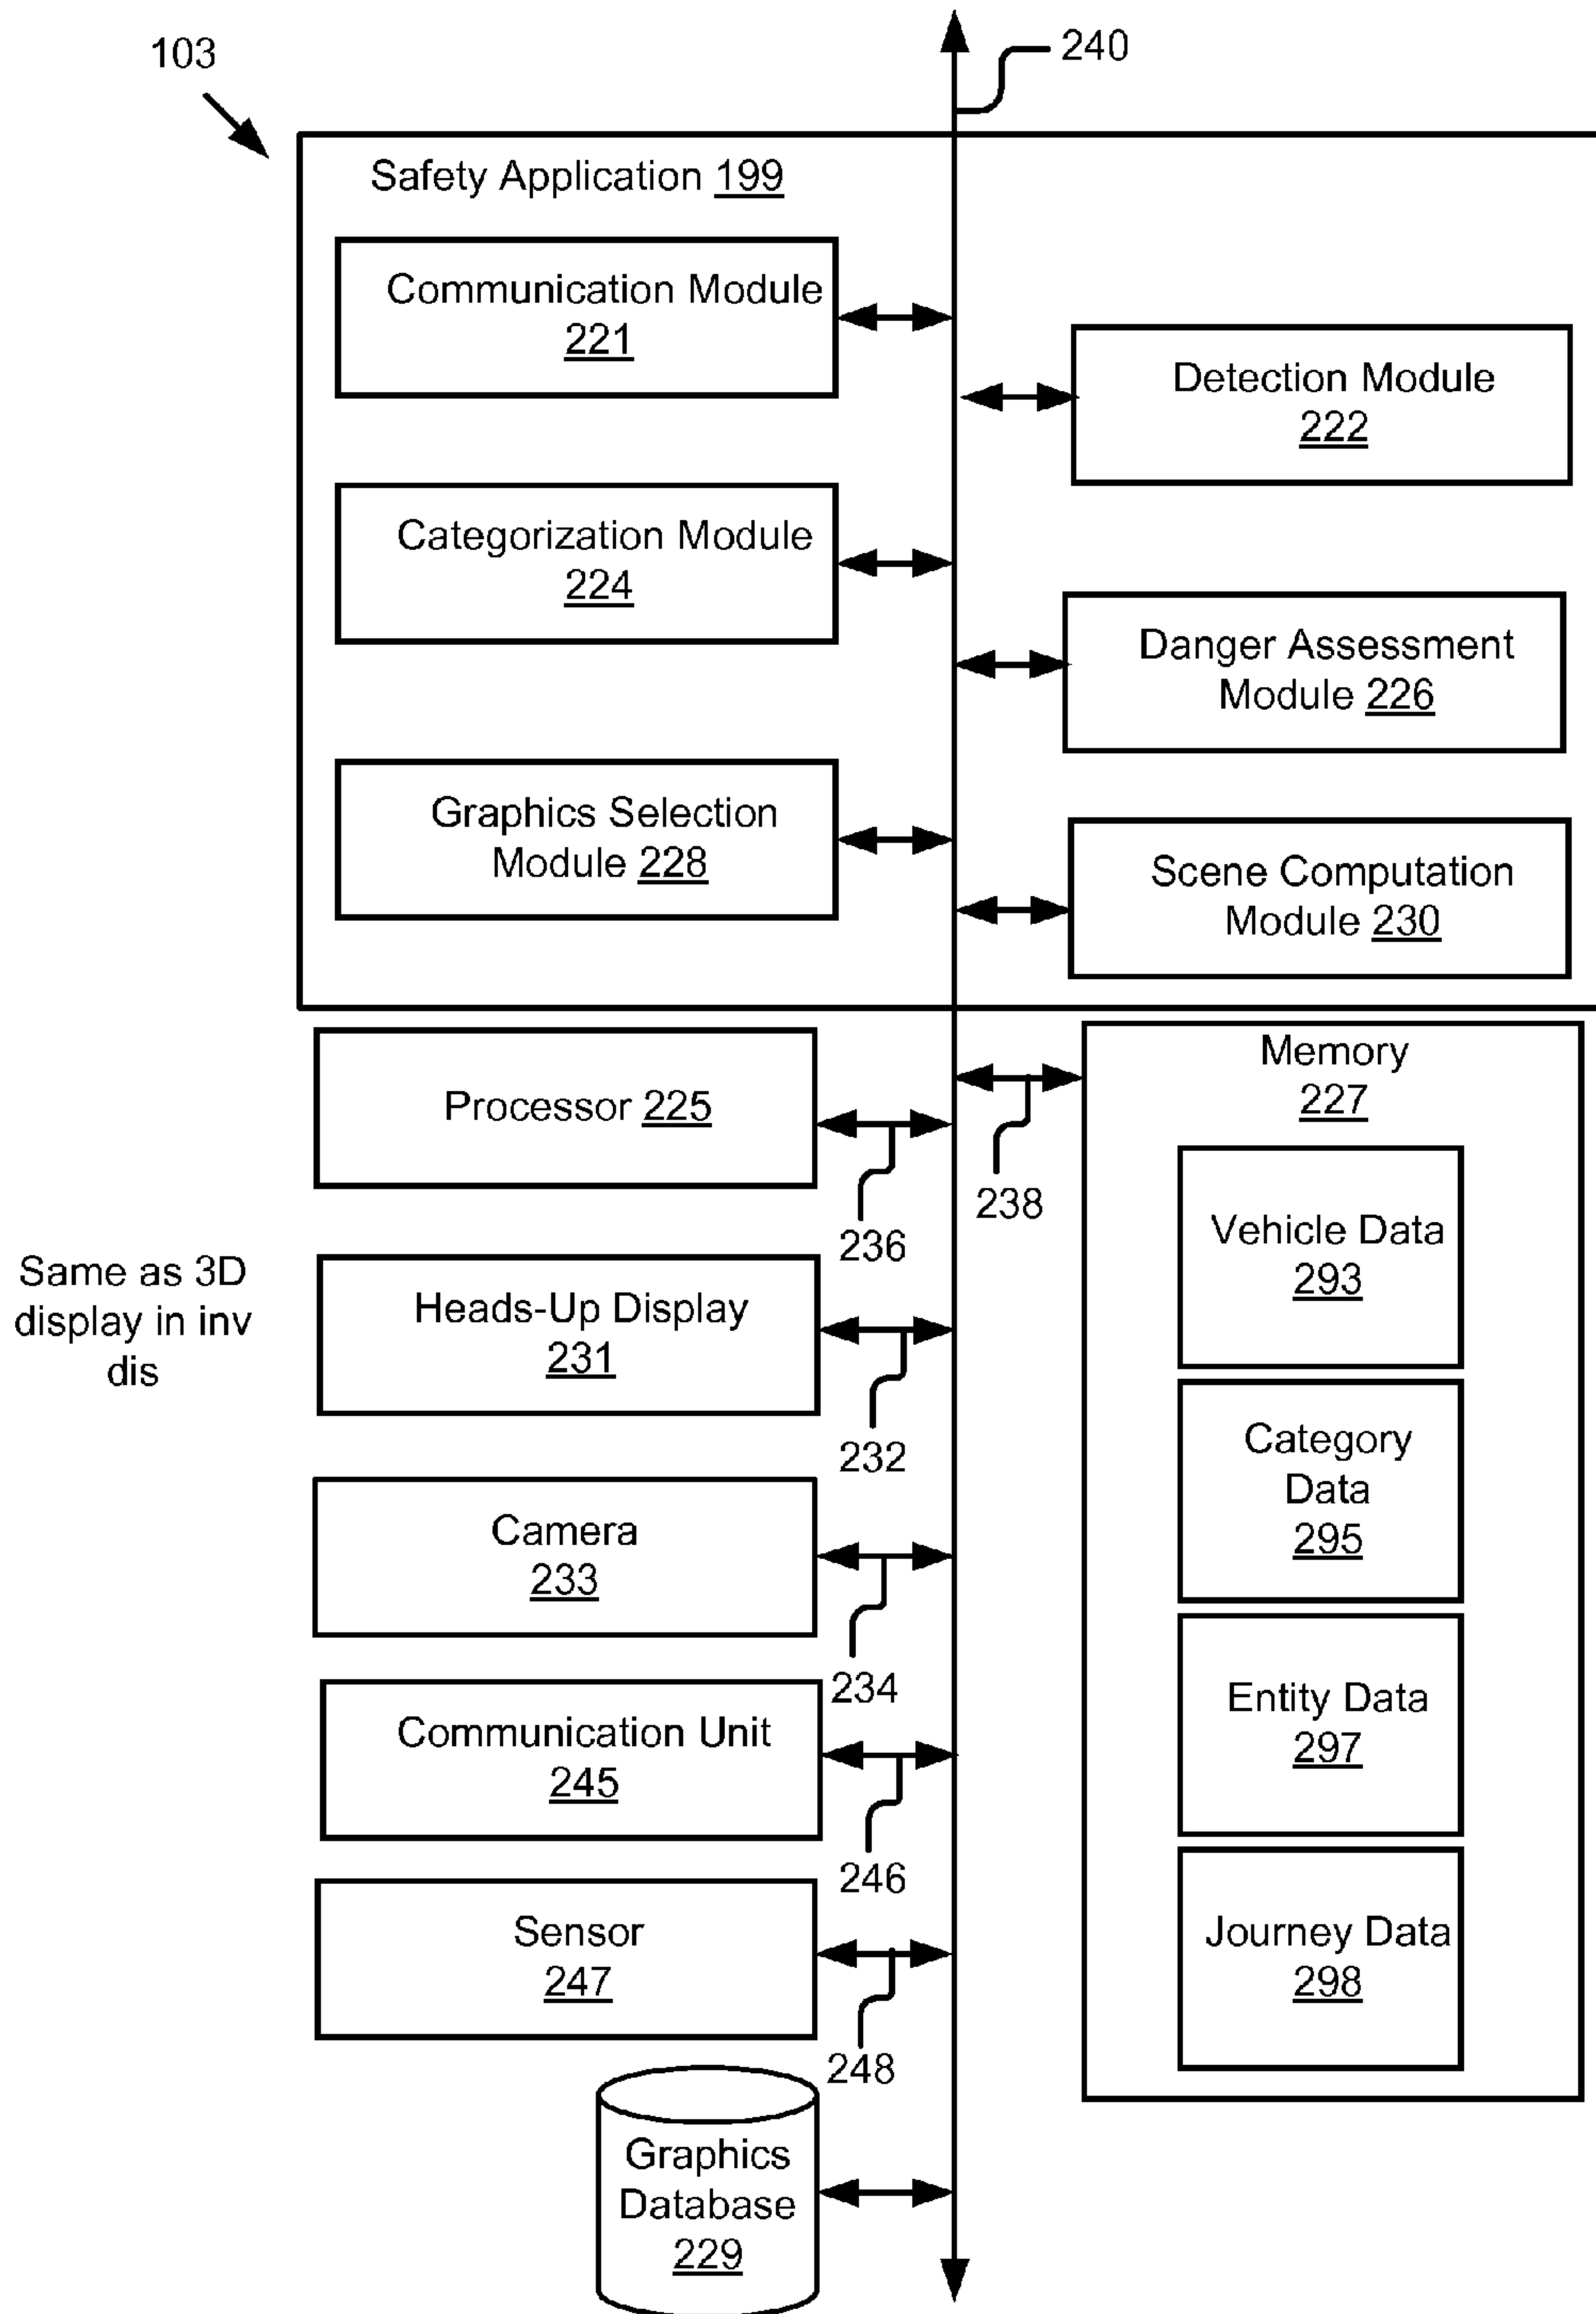 103
240
Safety Application 199
Communication Module
221
Detection Module
222
Categorization Module
224
Danger Assessment
Module 226
Graphics Selection
Module 228
Scene Computation
Module 230
Processor 225
236
238
Memory
227
Vehicle Data
293
Category
Data
295
Entity Data
297
Journey Data
298
Same as 3D
display in inv
dis
Heads-Up Display
231
232
Camera
233
234
Communication Unit
245
246
Sensor
247
248
Graphics
Database
229